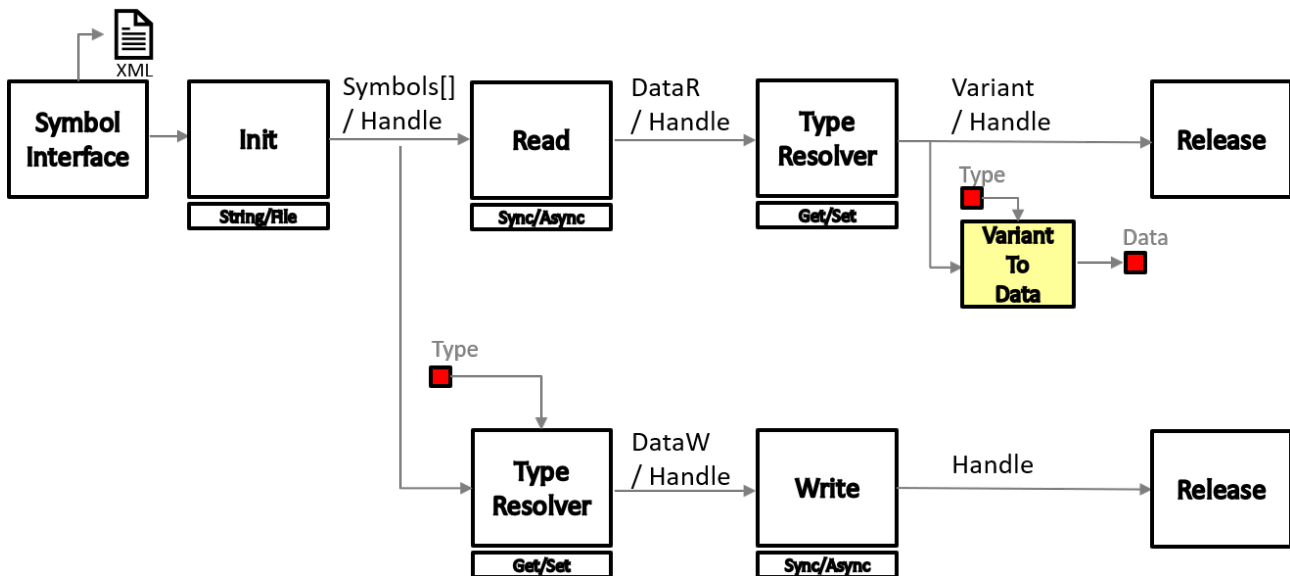 XML
Symbol
Interface
Init
String/File
Symbols[]
/ Handle
Read
Sync/Async
DataR
/ Handle
Type
Resolver
Get/Set
Variant
/ Handle
Release
Type
Variant
To
Data
Data
Type
Type
Resolver
Get/Set
DataW
/ Handle
Write
Sync/Async
Handle
Release